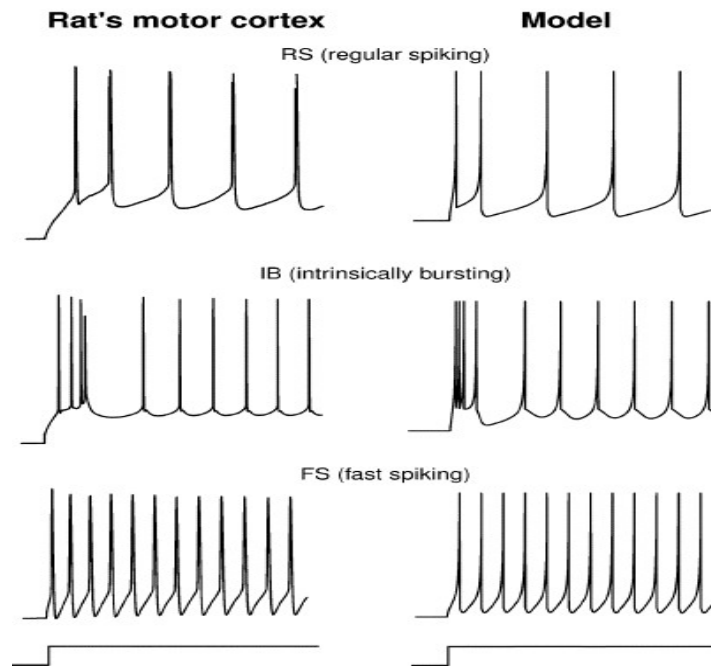 Rat's motor cortex Model
RS (regular spiking)
IB (intrinsically bursting)
FS (fast spiking)